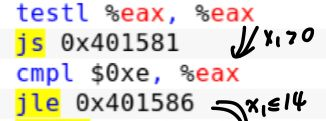 testl %eax, %eax
js 0x401581 x₁>0
cmpl $0xe, %eax
jle 0x401586 x₁≤14